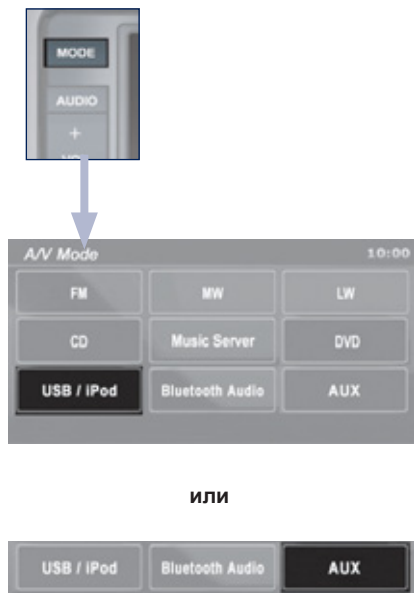 MODE
AUDIO
+
A/V Mode 10:00
FM MW LW
CD Music Server DVD
USB / iPod Bluetooth Audio AUX
или
USB / iPod Bluetooth Audio AUX